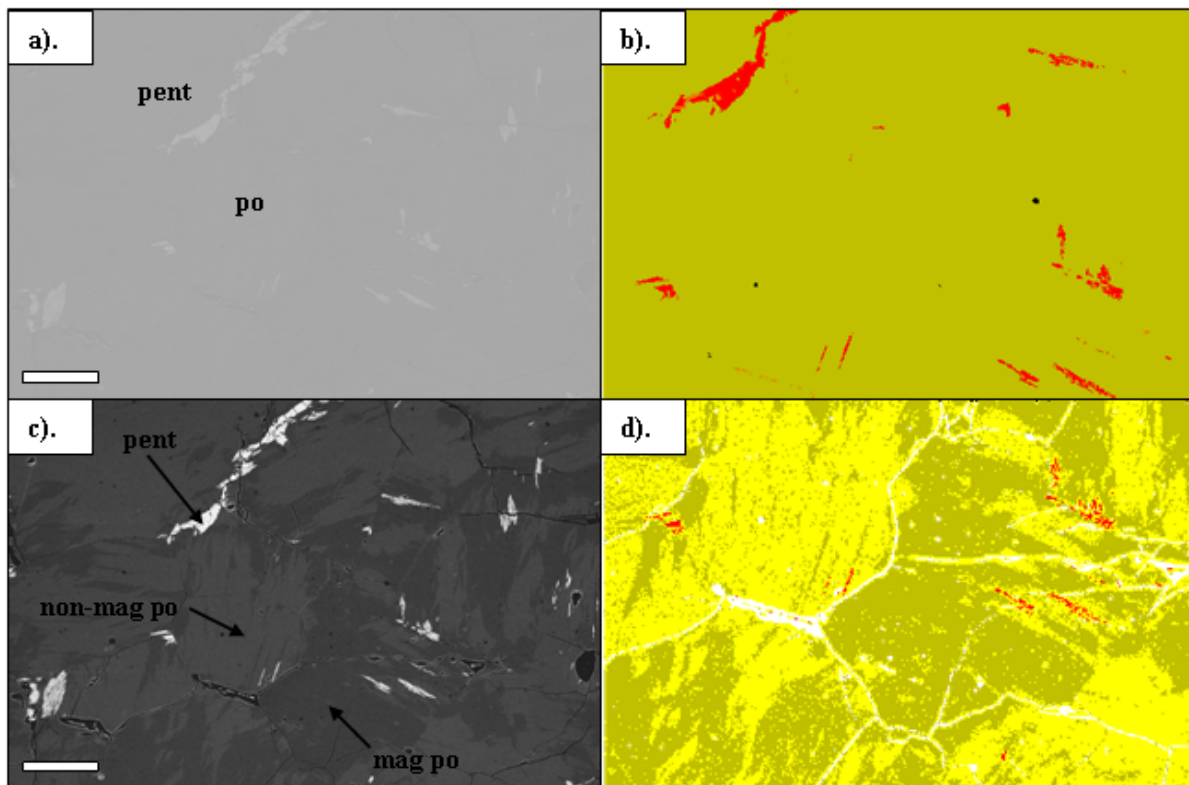 a).
pent
po
b).
c).
pent
non-mag po
mag po
d).